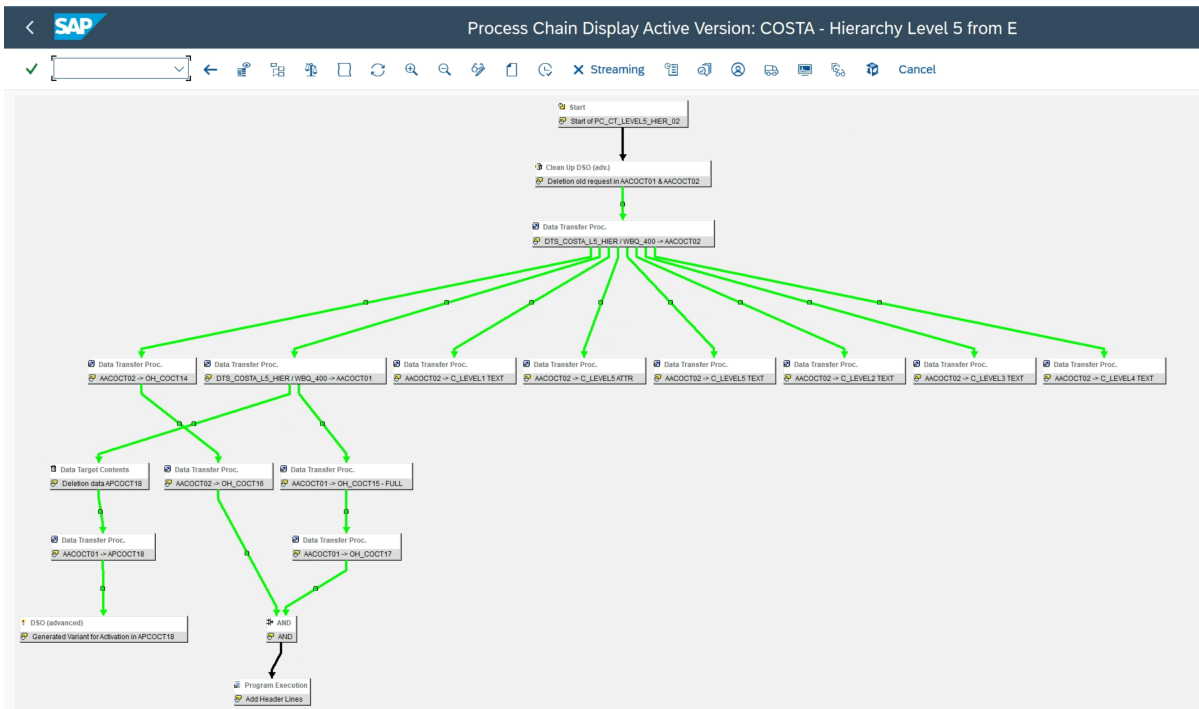 SAP
Process Chain Display Active Version: COSTA - Hierarchy Level 5 from E
Streaming
Cancel
Start
Start of PC_CT_LEVEL5_HIER_02
Clean Up DSO (adv.)
Deletion old request in AACOCT01 & AACOCT02
Data Transfer Proc.
DTS_COSTA_L5_HIER / WBQ_400 -> AACOCT02
Data Transfer Proc.
AACOCT02 -> OH_COCT14
Data Transfer Proc.
DTS_COSTA_L5_HIER / WBQ_400 -> AACOCT01
Data Transfer Proc.
AACOCT02 -> C_LEVEL1 TEXT
Data Transfer Proc.
AACOCT02 -> C_LEVEL5 ATTR
Data Transfer Proc.
AACOCT02 -> C_LEVEL5 TEXT
Data Transfer Proc.
AACOCT02 -> C_LEVEL2 TEXT
Data Transfer Proc.
AACOCT02 -> C_LEVEL3 TEXT
Data Transfer Proc.
AACOCT02 -> C_LEVEL4 TEXT
Data Target Contents
Deletion data APCOCT18
Data Transfer Proc.
AACOCT02 -> OH_COCT16
Data Transfer Proc.
AACOCT01 -> OH_COCT15 - FULL
Data Transfer Proc.
AACOCT01 -> APCOCT18
Data Transfer Proc.
AACOCT01 -> OH_COCT17
DSO (advanced)
Generated Variant for Activation in APCOCT18
AND
AND
Program Execution
Add Header Lines